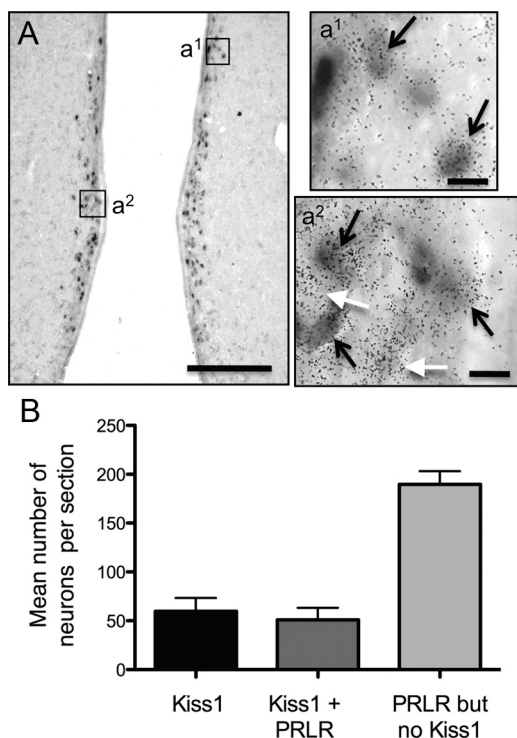 A
a1
a2
a1
a2
B
Mean number of
neurons per section
250
200
150
100
50
0
Kiss1
Kiss1 +
PRLR
PRLR but
no Kiss1